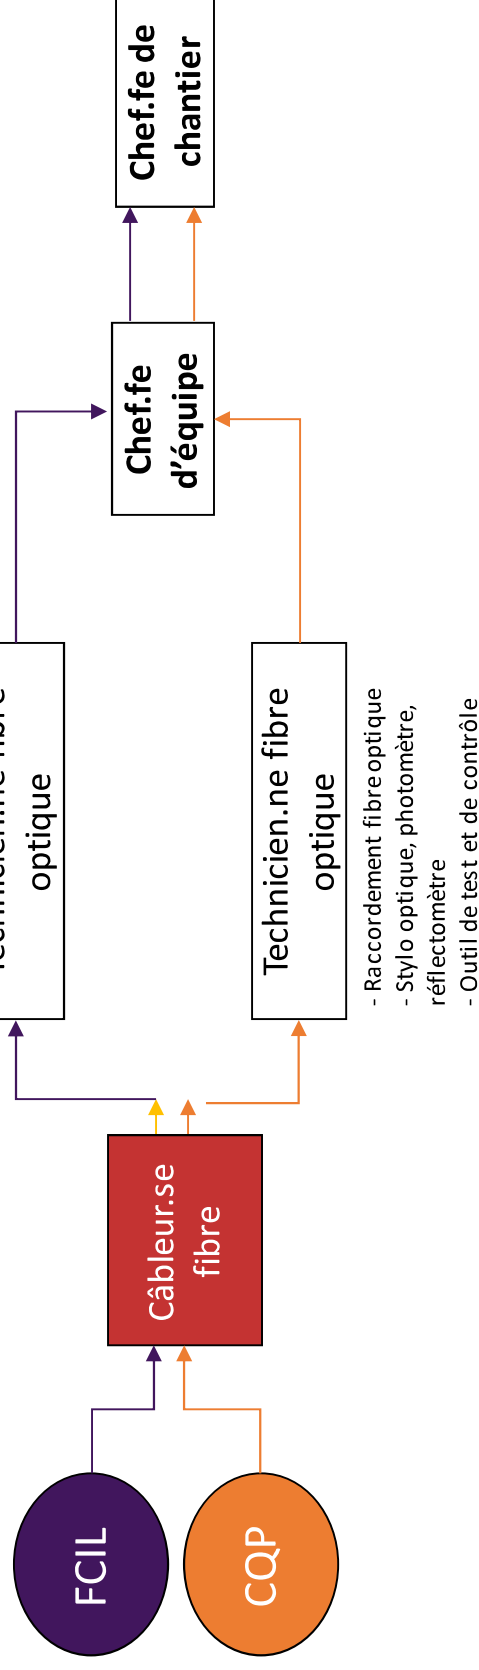 FCIL
CQP
Câbleur.se
fibre
optique
Technicien.ne fibre
optique
- Raccordement fibre optique
- Stylo optique, photomètre,
réflectomètre
- Outil de test et de contrôle
Chef.fe
d'équipe
Chef.fe de
chantier